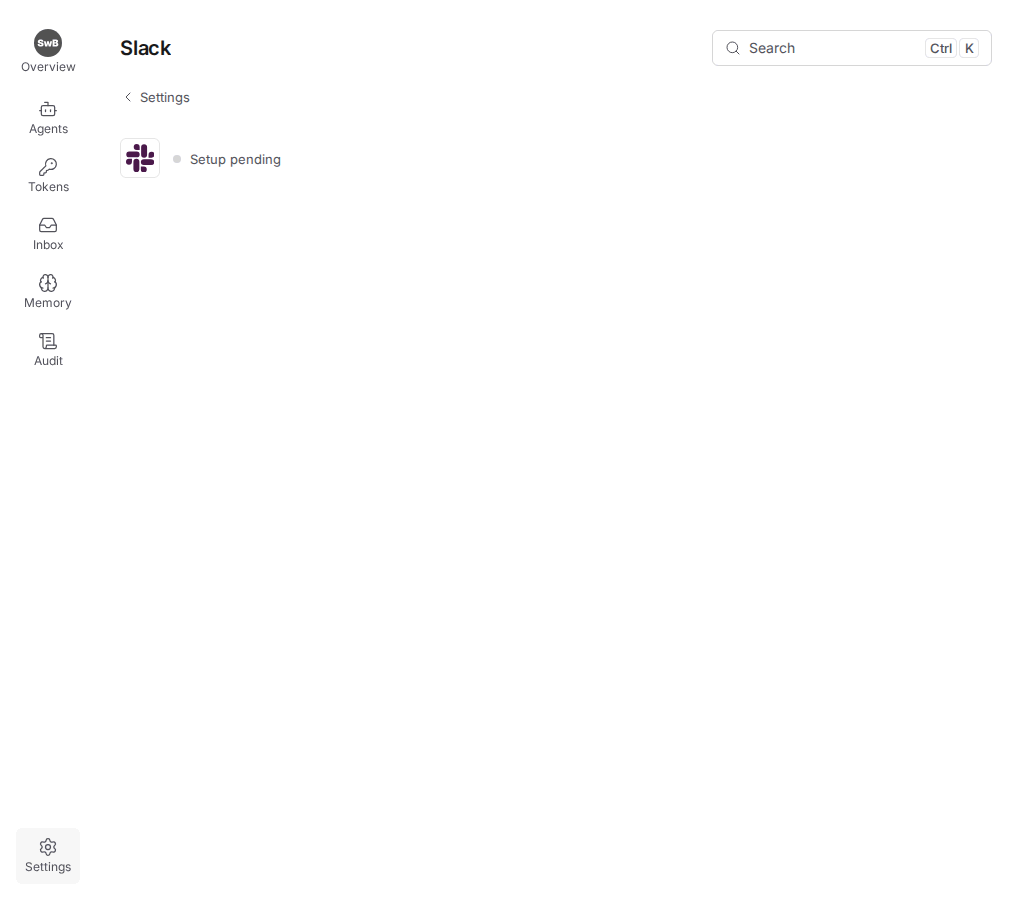 SwB
Overview
Agents
Tokens
Inbox
Memory
Audit
Settings
Slack
Search
Ctrl K
Settings
Setup pending